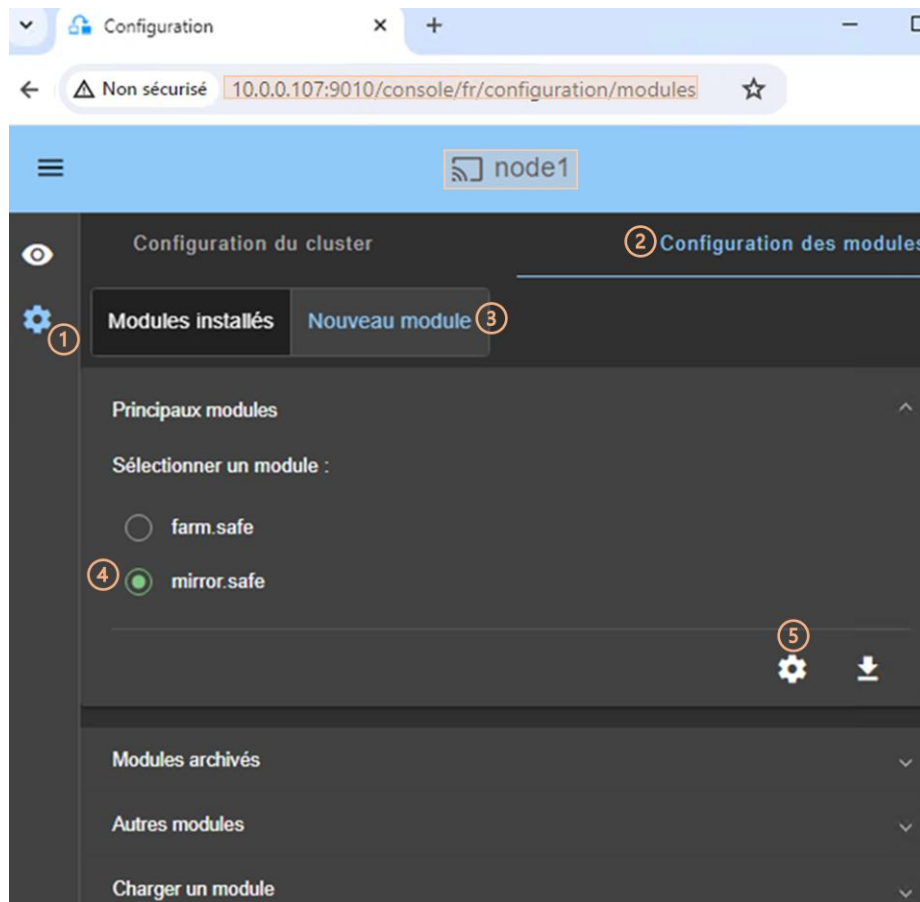 Configuration
Non sécurisé 10.0.0.107:9010/console/fr/configuration/modules
node1
Configuration du cluster 2 Configuration des modules
1 Modules installés Nouveau module 3
Principaux modules
Sélectionner un module :
farm.safe
4 mirror.safe
5
Modules archivés
Autres modules
Charger un module